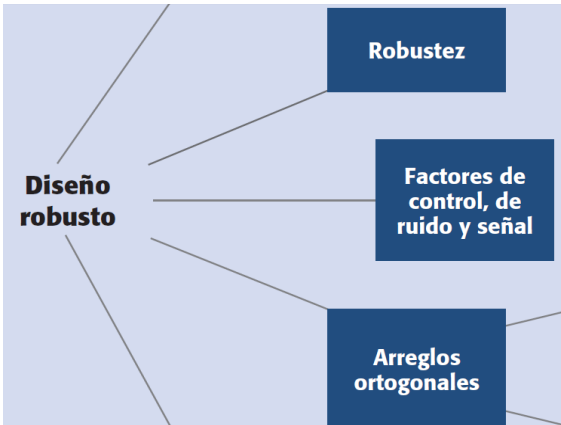 Robustez
Diseño
robusto
Factores de
control, de
ruido y señal
Arreglos
ortogonales